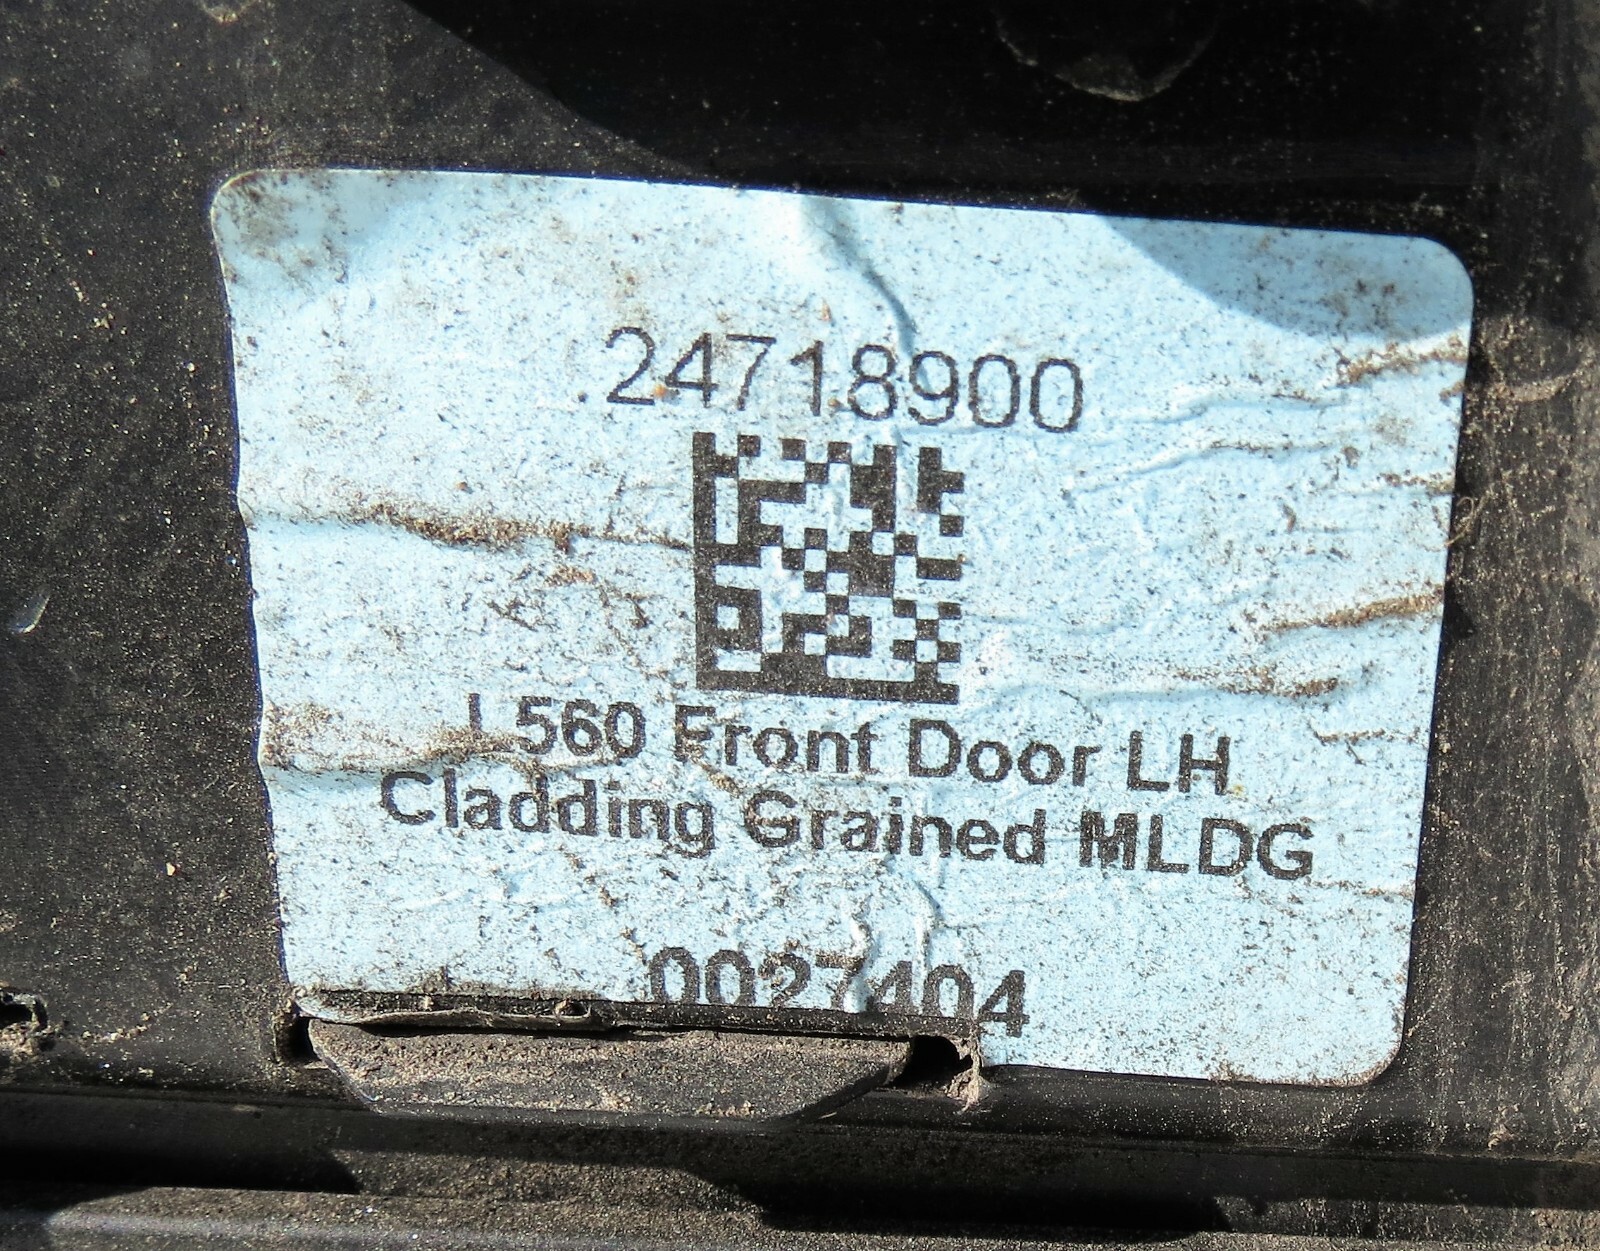 24718900
L560 Front Door LH
Cladding Grained MLDG
0027404